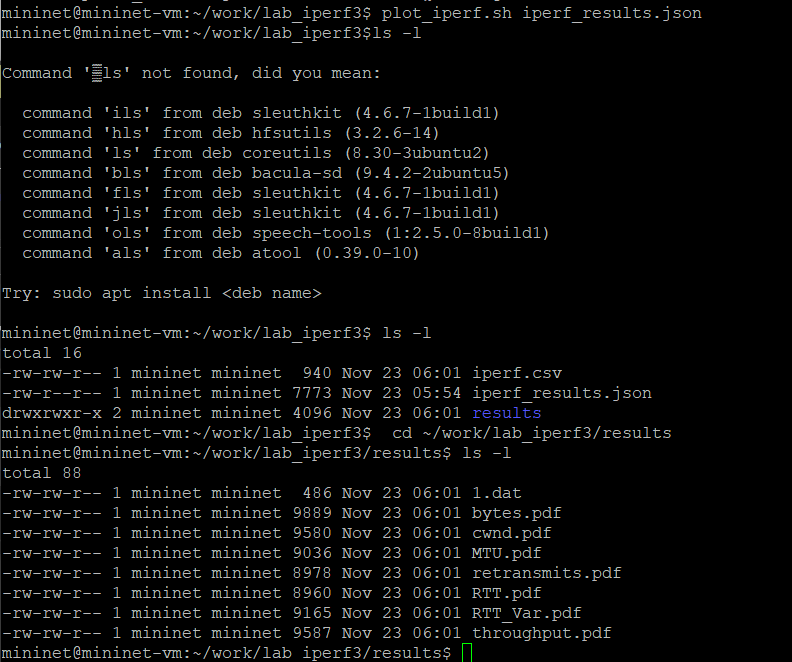 mininet@mininet-vm:~/work/lab_iperf3$ plot_iperf.sh iperf_results.json
mininet@mininet-vm:~/work/lab_iperf3$ls -l
Command '▒ls' not found, did you mean:
command 'ils' from deb sleuthkit (4.6.7-1build1)
command 'hls' from deb hfsutils (3.2.6-14)
command 'ls' from deb coreutils (8.30-3ubuntu2)
command 'bls' from deb bacula-sd (9.4.2-2ubuntu5)
command 'fls' from deb sleuthkit (4.6.7-1build1)
command 'jls' from deb sleuthkit (4.6.7-1build1)
command 'ols' from deb speech-tools (1:2.5.0-8build1)
command 'als' from deb atool (0.39.0-10)
Try: sudo apt install <deb name>
mininet@mininet-vm:~/work/lab_iperf3$ ls -l
total 16
-rw-rw-r-- 1 mininet mininet  940 Nov 23 06:01 iperf.csv
-rw-r--r-- 1 mininet mininet 7773 Nov 23 05:54 iperf_results.json
drwxrwxr-x 2 mininet mininet 4096 Nov 23 06:01 results
mininet@mininet-vm:~/work/lab_iperf3$  cd ~/work/lab_iperf3/results
mininet@mininet-vm:~/work/lab_iperf3/results$ ls -l
total 88
-rw-rw-r-- 1 mininet mininet  486 Nov 23 06:01 1.dat
-rw-rw-r-- 1 mininet mininet 9889 Nov 23 06:01 bytes.pdf
-rw-rw-r-- 1 mininet mininet 9580 Nov 23 06:01 cwnd.pdf
-rw-rw-r-- 1 mininet mininet 9036 Nov 23 06:01 MTU.pdf
-rw-rw-r-- 1 mininet mininet 8978 Nov 23 06:01 retransmits.pdf
-rw-rw-r-- 1 mininet mininet 8960 Nov 23 06:01 RTT.pdf
-rw-rw-r-- 1 mininet mininet 9165 Nov 23 06:01 RTT_Var.pdf
-rw-rw-r-- 1 mininet mininet 9587 Nov 23 06:01 throughput.pdf
mininet@mininet-vm:~/work/lab_iperf3/results$